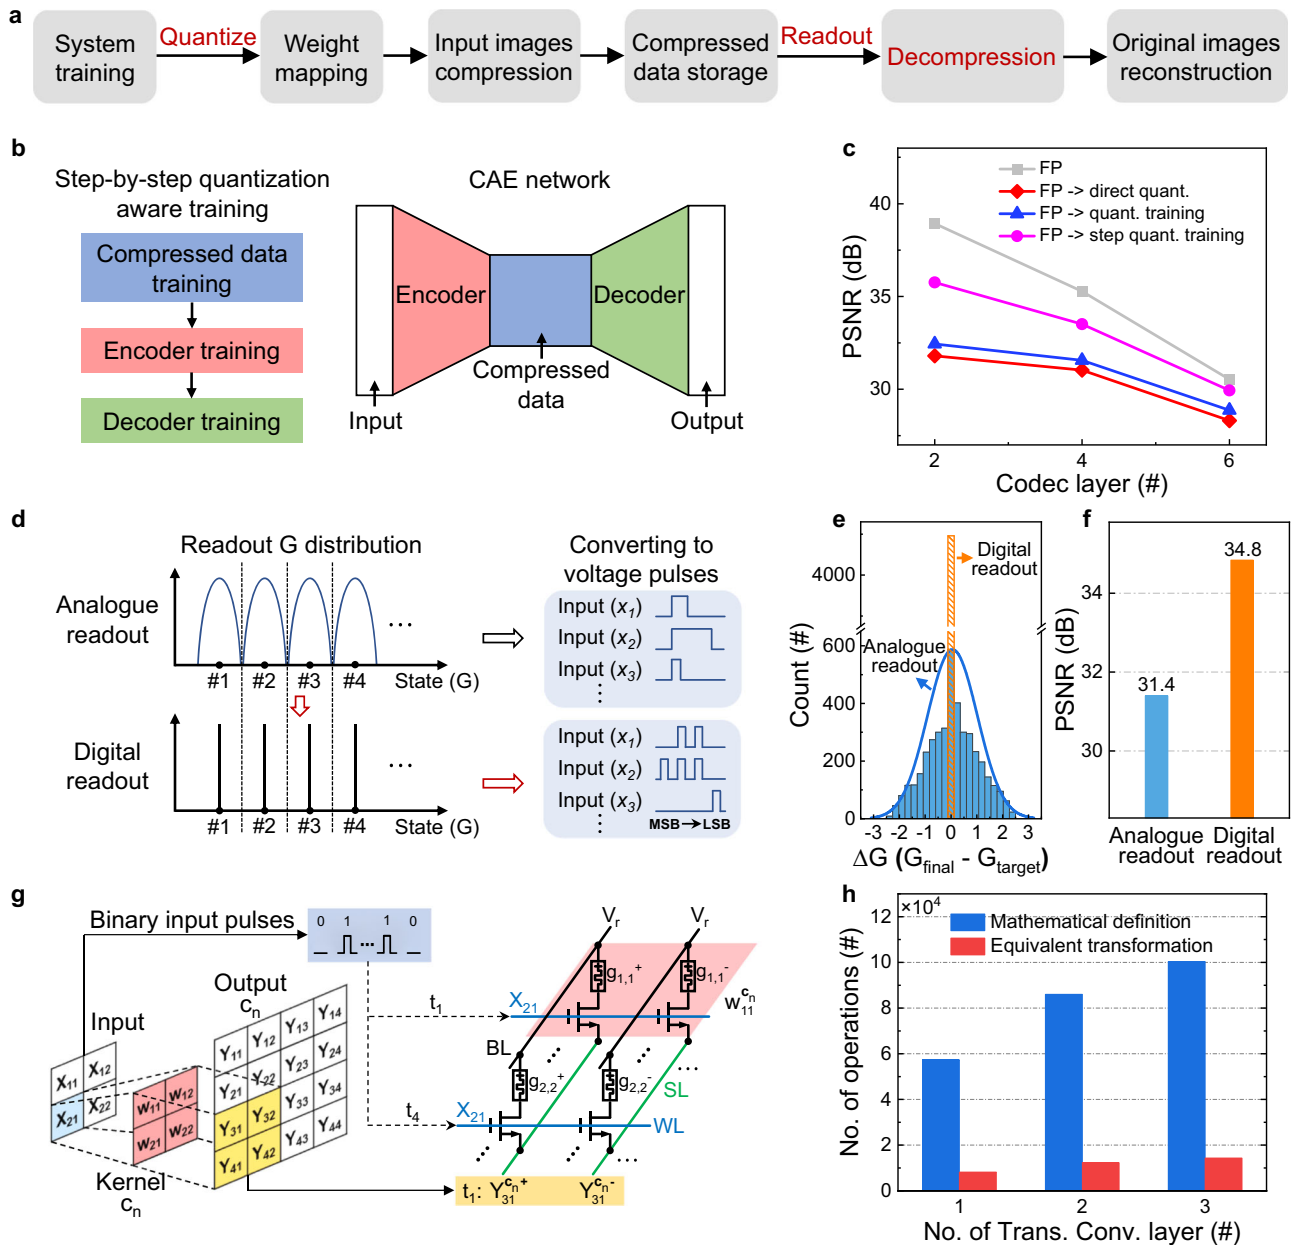 a
System training
Quantize
Weight mapping
Input images compression
Compressed data storage
Readout
Decompression
Original images reconstruction
b
Step-by-step quantization aware training
Compressed data training
Encoder training
Decoder training
CAE network
Encoder
Decoder
Compressed data
Input
Output
c
FP
FP -> direct quant.
FP -> quant. training
FP -> step quant. training
PSNR (dB)
40
35
30
2
4
6
Codec layer (#)
d
Readout G distribution
Analogue readout
#1
#2
#3
#4
...
State (G)
Digital readout
#1
#2
#3
#4
...
State (G)
Converting to voltage pulses
Input (x1)
Input (x2)
Input (x3)
Input (x1)
Input (x2)
Input (x3)
MSB→LSB
e
Digital readout
Analogue readout
Count (#)
4000
600
400
200
0
-3
-2
-1
0
1
2
3
ΔG (Gfinal - Gtarget)
f
PSNR (dB)
34
32
30
31.4
34.8
Analogue readout
Digital readout
g
Binary input pulses
0
1
...
1
0
Input
X11
X12
X21
X22
Kernel cn
w11
w12
w21
w22
Output cn
Y11
Y12
Y13
Y14
Y21
Y22
Y23
Y24
Y31
Y32
Y33
Y34
Y41
Y42
Y43
Y44
t1
t4
Vr
Vr
g1,1+
g1,1-
w11cn
X21
BL
g2,2+
g2,2-
SL
X21
WL
t1: Y31cn+
Y31cn-
h
×10⁴
Mathematical definition
Equivalent transformation
No. of operations (#)
12
10
8
6
4
2
0
1
2
3
No. of Trans. Conv. layer (#)